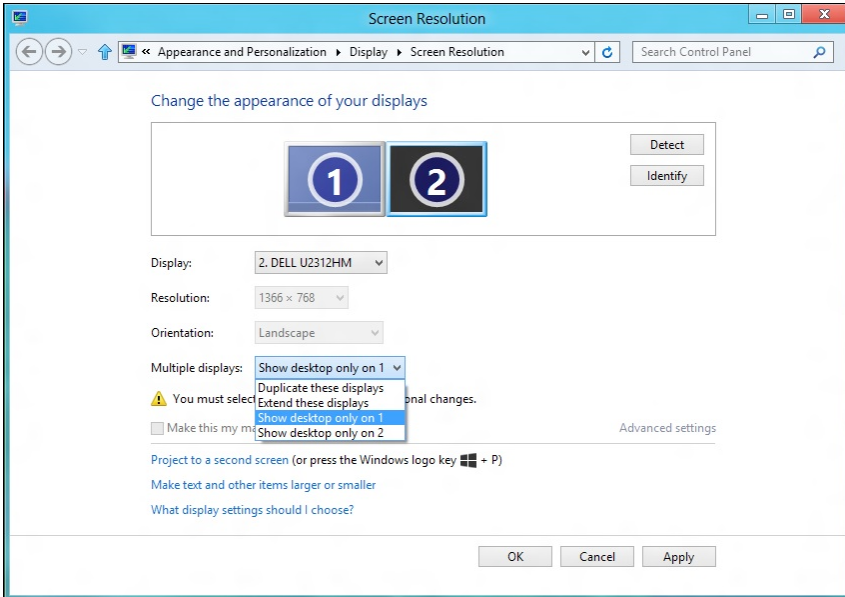 Screen Resolution
« Appearance and Personalization Display Screen Resolution Search Control Panel
Change the appearance of your displays
1 2
Detect
Identify
Display: 2. DELL U2312HM
Resolution: 1366 × 768
Orientation: Landscape
Multiple displays: Show desktop only on 1
Duplicate these displays
You must select onal changes.
Extend these displays
Show desktop only on 1
Make this my Advanced settings
Show desktop only on 2
Project to a second screen (or press the Windows logo key + P)
Make text and other items larger or smaller
What display settings should I choose?
OK Cancel Apply